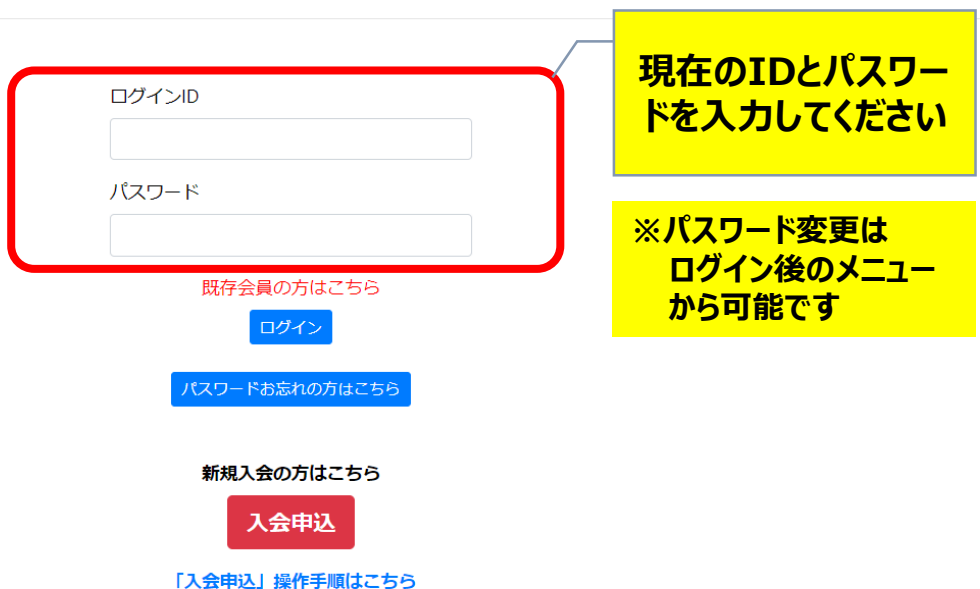 現在のIDとパスワー
ドを入力してください
ログインID
パスワード
※パスワード変更は
ログイン後のメニュー
から可能です
既存会員の方はこちら
ログイン
パスワードお忘れの方はこちら
新規入会の方はこちら
入会申込
「入会申込」操作手順はこちら